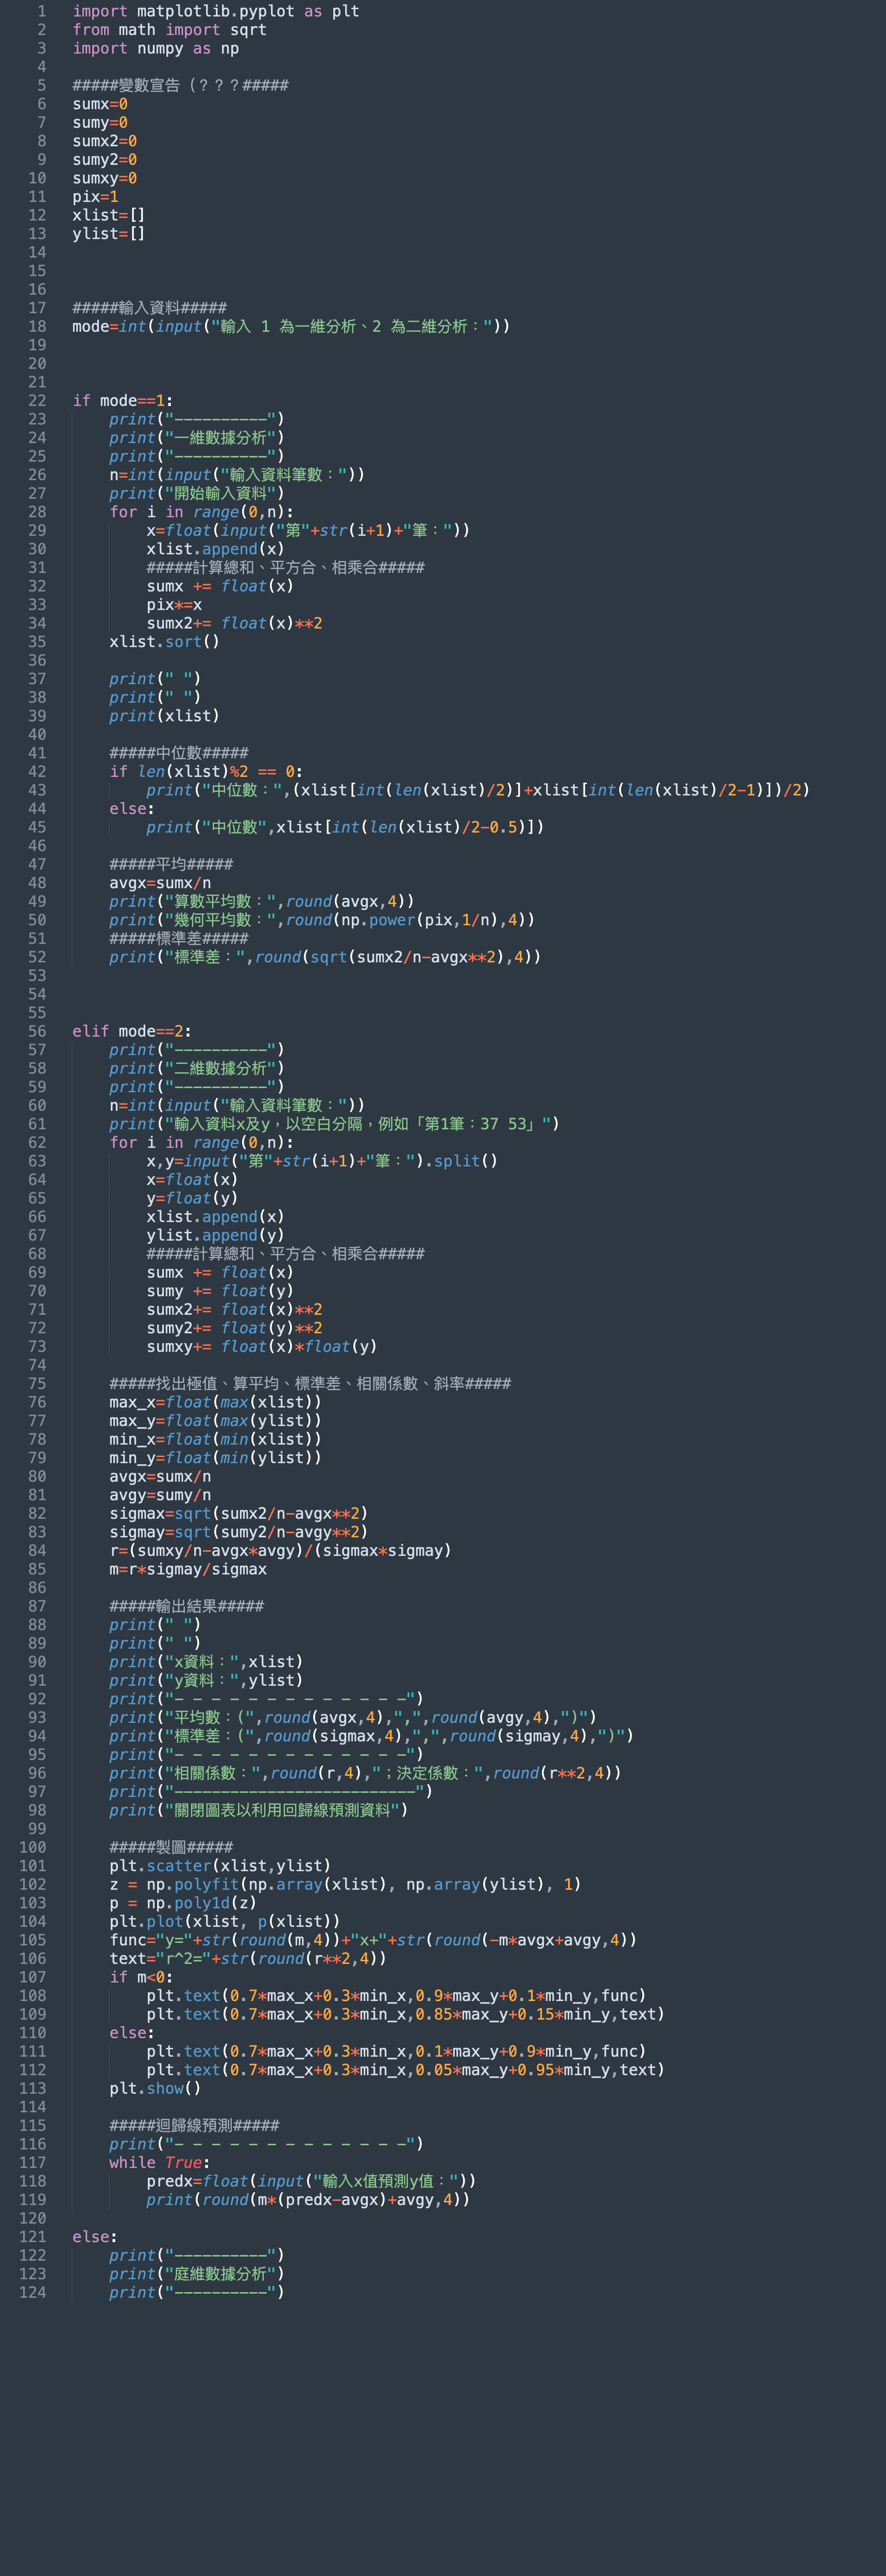 1 import matplotlib.pyplot as plt
2 from math import sqrt
3 import numpy as np
4
5 #####變數宣告（？？？#####
6 sumx=0
7 sumy=0
8 sumx2=0
9 sumy2=0
10 sumxy=0
11 pix=1
12 xlist=[]
13 ylist=[]
14
15
16
17 #####輸入資料#####
18 mode=int(input("輸入 1 為一維分析、2 為二維分析："))
19
20
21
22 if mode==1:
23     print("----------")
24     print("一維數據分析")
25     print("----------")
26     n=int(input("輸入資料筆數："))
27     print("開始輸入資料")
28     for i in range(0,n):
29         x=float(input("第"+str(i+1)+"筆："))
30         xlist.append(x)
31         #####計算總和、平方合、相乘合#####
32         sumx += float(x)
33         pix*=x
34         sumx2+= float(x)**2
35     xlist.sort()
36
37     print(" ")
38     print(" ")
39     print(xlist)
40
41     #####中位數#####
42     if len(xlist)%2 == 0:
43         print("中位數：",(xlist[int(len(xlist)/2)]+xlist[int(len(xlist)/2-1)])/2)
44     else:
45         print("中位數",xlist[int(len(xlist)/2-0.5)])
46
47     #####平均#####
48     avgx=sumx/n
49     print("算數平均數：",round(avgx,4))
50     print("幾何平均數：",round(np.power(pix,1/n),4))
51     #####標準差#####
52     print("標準差：",round(sqrt(sumx2/n-avgx**2),4))
53
54
55
56 elif mode==2:
57     print("----------")
58     print("二維數據分析")
59     print("----------")
60     n=int(input("輸入資料筆數："))
61     print("輸入資料x及y，以空白分隔，例如「第1筆：37 53」")
62     for i in range(0,n):
63         x,y=input("第"+str(i+1)+"筆：").split()
64         x=float(x)
65         y=float(y)
66         xlist.append(x)
67         ylist.append(y)
68         #####計算總和、平方合、相乘合#####
69         sumx += float(x)
70         sumy += float(y)
71         sumx2+= float(x)**2
72         sumy2+= float(y)**2
73         sumxy+= float(x)*float(y)
74
75     #####找出極值、算平均、標準差、相關係數、斜率#####
76     max_x=float(max(xlist))
77     max_y=float(max(ylist))
78     min_x=float(min(xlist))
79     min_y=float(min(ylist))
80     avgx=sumx/n
81     avgy=sumy/n
82     sigmax=sqrt(sumx2/n-avgx**2)
83     sigmay=sqrt(sumy2/n-avgy**2)
84     r=(sumxy/n-avgx*avgy)/(sigmax*sigmay)
85     m=r*sigmay/sigmax
86
87     #####輸出結果#####
88     print(" ")
89     print(" ")
90     print("x資料：",xlist)
91     print("y資料：",ylist)
92     print("- - - - - - - - - - - - -")
93     print("平均數：(",round(avgx,4),",",round(avgy,4),")")
94     print("標準差：(",round(sigmax,4),",",round(sigmay,4),")")
95     print("- - - - - - - - - - - - -")
96     print("相關係數：",round(r,4),"；決定係數：",round(r**2,4))
97     print("--------------------------")
98     print("關閉圖表以利用回歸線預測資料")
99
100     #####製圖#####
101     plt.scatter(xlist,ylist)
102     z = np.polyfit(np.array(xlist), np.array(ylist), 1)
103     p = np.poly1d(z)
104     plt.plot(xlist, p(xlist))
105     func="y="+str(round(m,4))+"x+"+str(round(-m*avgx+avgy,4))
106     text="r^2="+str(round(r**2,4))
107     if m<0:
108         plt.text(0.7*max_x+0.3*min_x,0.9*max_y+0.1*min_y,func)
109         plt.text(0.7*max_x+0.3*min_x,0.85*max_y+0.15*min_y,text)
110     else:
111         plt.text(0.7*max_x+0.3*min_x,0.1*max_y+0.9*min_y,func)
112         plt.text(0.7*max_x+0.3*min_x,0.05*max_y+0.95*min_y,text)
113     plt.show()
114
115     #####迴歸線預測#####
116     print("- - - - - - - - - - - - -")
117     while True:
118         predx=float(input("輸入x值預測y值："))
119         print(round(m*(predx-avgx)+avgy,4))
120
121 else:
122     print("----------")
123     print("庭維數據分析")
124     print("----------")